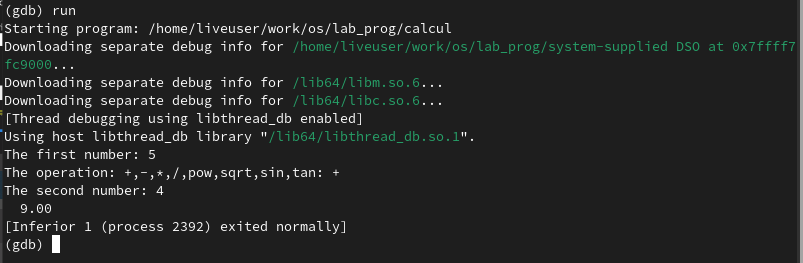 (gdb) run
Starting program: /home/liveuser/work/os/lab_prog/calcul
Downloading separate debug info for /home/liveuser/work/os/lab_prog/system-supplied DSO at 0x7ffff7
fc9000...
Downloading separate debug info for /lib64/libm.so.6...
Downloading separate debug info for /lib64/libc.so.6...
[Thread debugging using libthread_db enabled]
Using host libthread_db library "/lib64/libthread_db.so.1".
The first number: 5
The operation: +,-,*,/,pow,sqrt,sin,tan: +
The second number: 4
  9.00
[Inferior 1 (process 2392) exited normally]
(gdb)